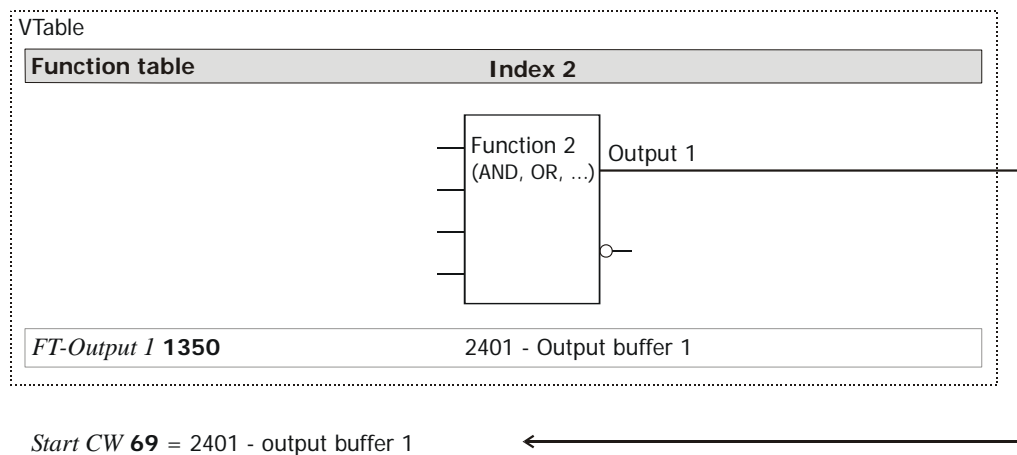 VTable
Function table Index 2
Function 2
(AND, OR, ...)
Output 1
FT-Output 1 1350 2401 - Output buffer 1
Start CW 69 = 2401 - output buffer 1